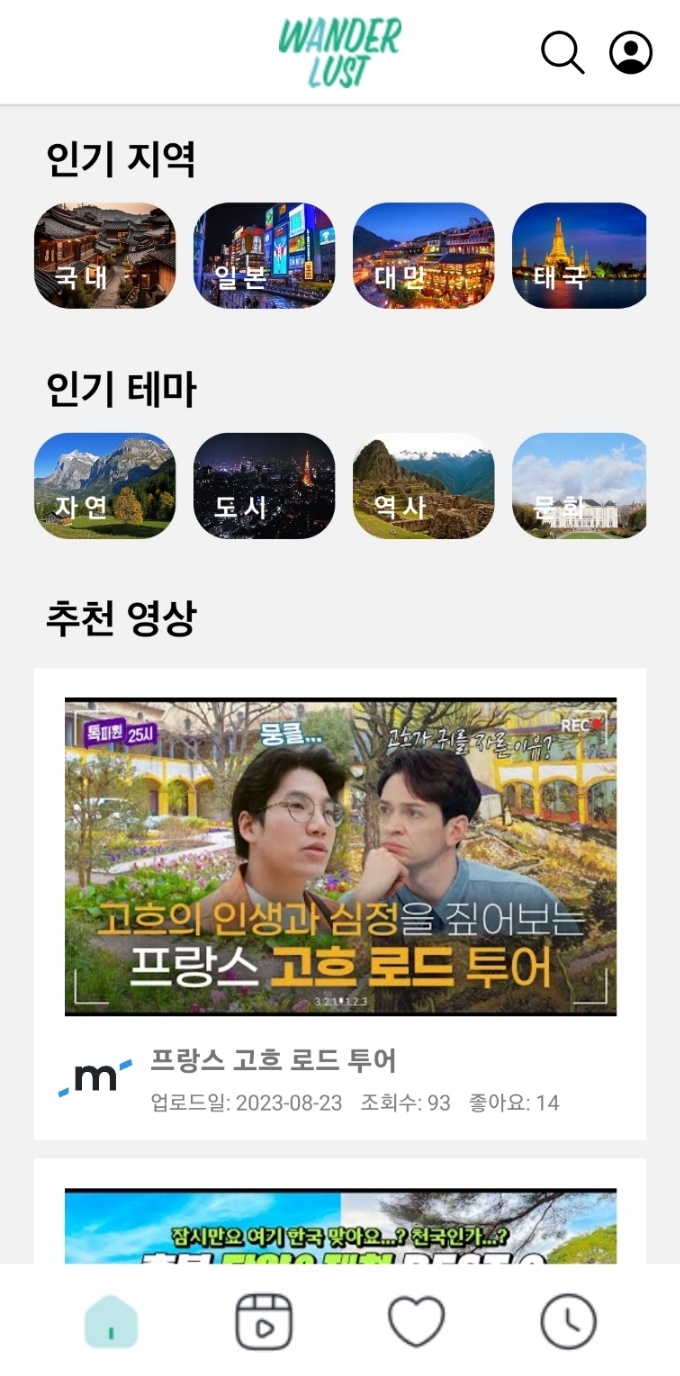 WANDER
LUST
인기 지역
국내
일본
대만
태국
인기 테마
자연
도시
역사
문화
추천 영상
톡파원 25시
뭉클...
고흐가 귀를 자른 이유?
REC
고흐의 인생과 심정을 짚어보는
프랑스 고흐 로드 투어
m
프랑스 고흐 로드 투어
업로드일: 2023-08-23 조회수: 93 좋아요: 14
잠시만요 여기 한국 맞아요...? 천국인가...?